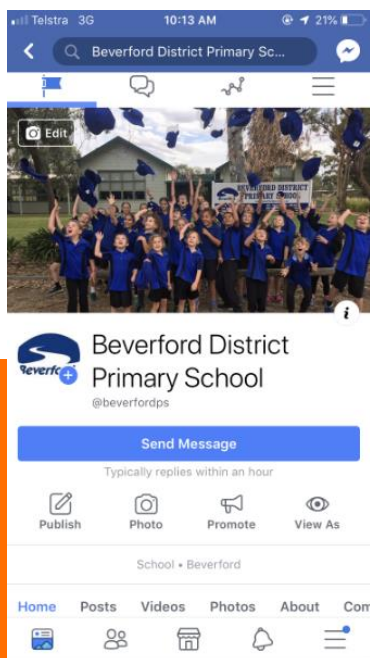 Telstra 3G 10:13 AM 21%
Beverford District Primary Sc...
Edit
BEVERFORD DISTRICT
PRIMARY SCHOOL
Beverford District
Primary School
@beverfordps
Send Message
Typically replies within an hour
Publish Photo Promote View As
School • Beverford
Home Posts Videos Photos About Com